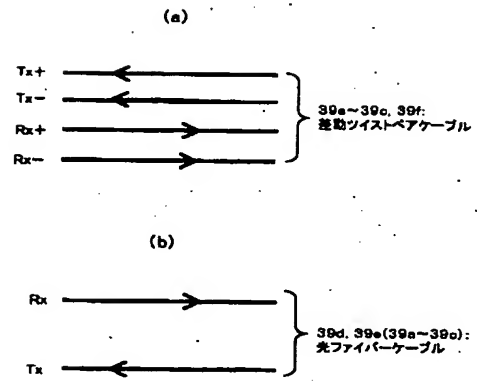 (a)
Tx+
Tx-
Rx+
Rx-
39a~39c, 39f:
差動ツイストペアケーブル
(b)
Rx
39d, 39e(39a~39c):
光ファイバーケーブル
Tx